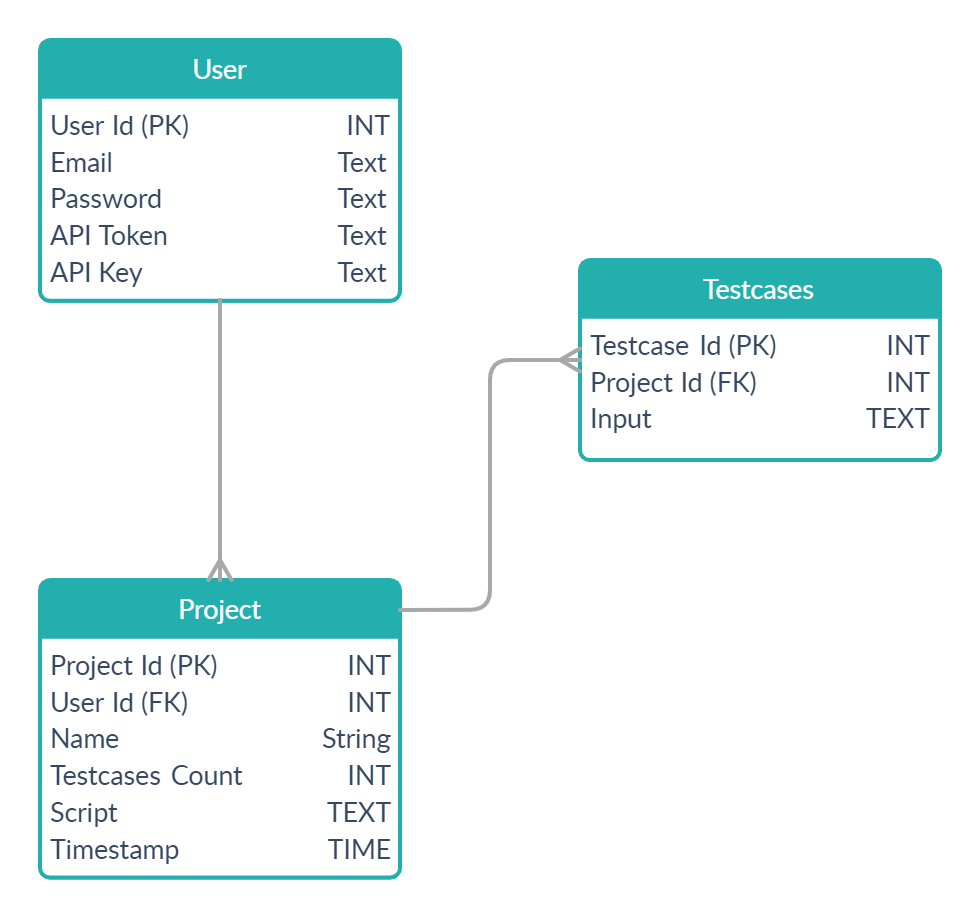 User
User Id (PK) INT
Email Text
Password Text
API Token Text
API Key Text
Testcases
Testcase Id (PK) INT
Project Id (FK) INT
Input TEXT
Project
Project Id (PK) INT
User Id (FK) INT
Name String
Testcases Count INT
Script TEXT
Timestamp TIME